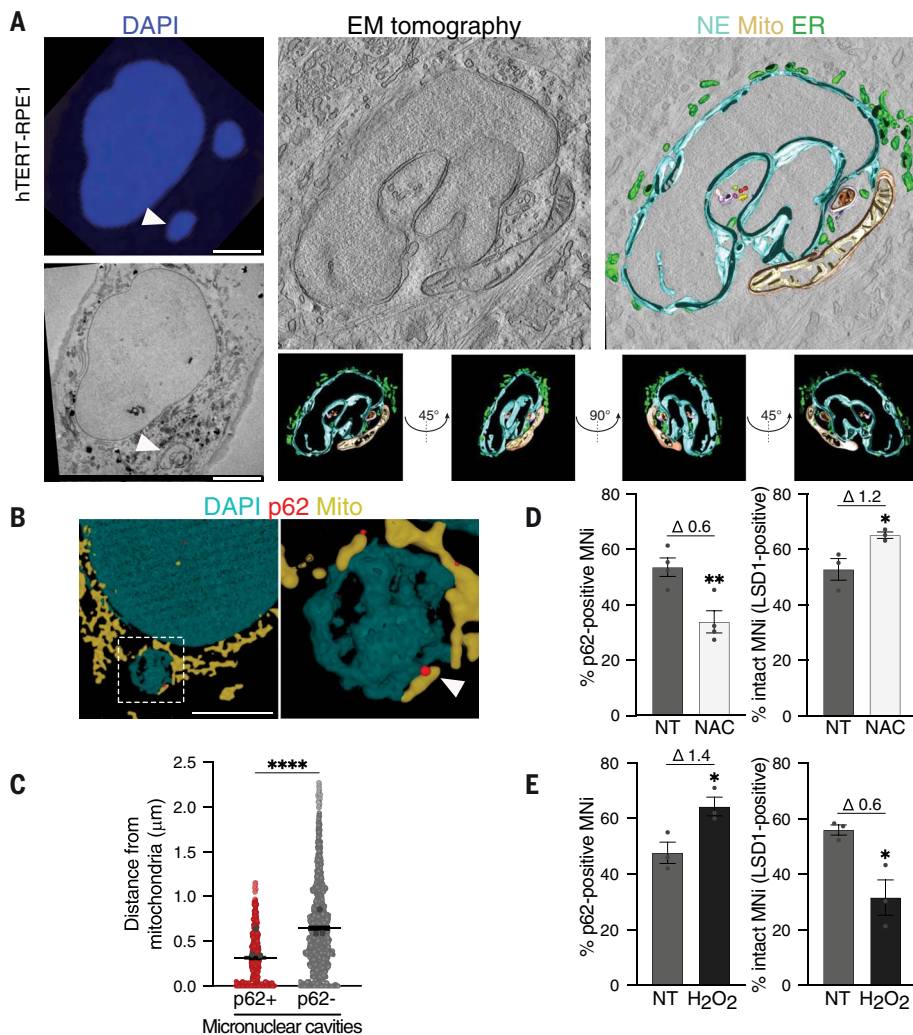 A
DAPI
EM tomography
NE Mito ER
hTERT-RPE1
45°
90°
45°
B
DAPI p62 Mito
C
Distance from
mitochondria (μm)
2.5
2.0
1.5
1.0
0.5
0.0
****
p62+
p62-
Micronuclear cavities
D
% p62-positive MNi
80
60
40
20
0
Δ 0.6
**
NT
NAC
% intact MNi (LSD1-positive)
80
60
40
20
0
Δ 1.2
*
NT
NAC
E
% p62-positive MNi
80
60
40
20
0
Δ 1.4
*
NT
H₂O₂
% intact MNi (LSD1-positive)
80
60
40
20
0
Δ 0.6
*
NT
H₂O₂